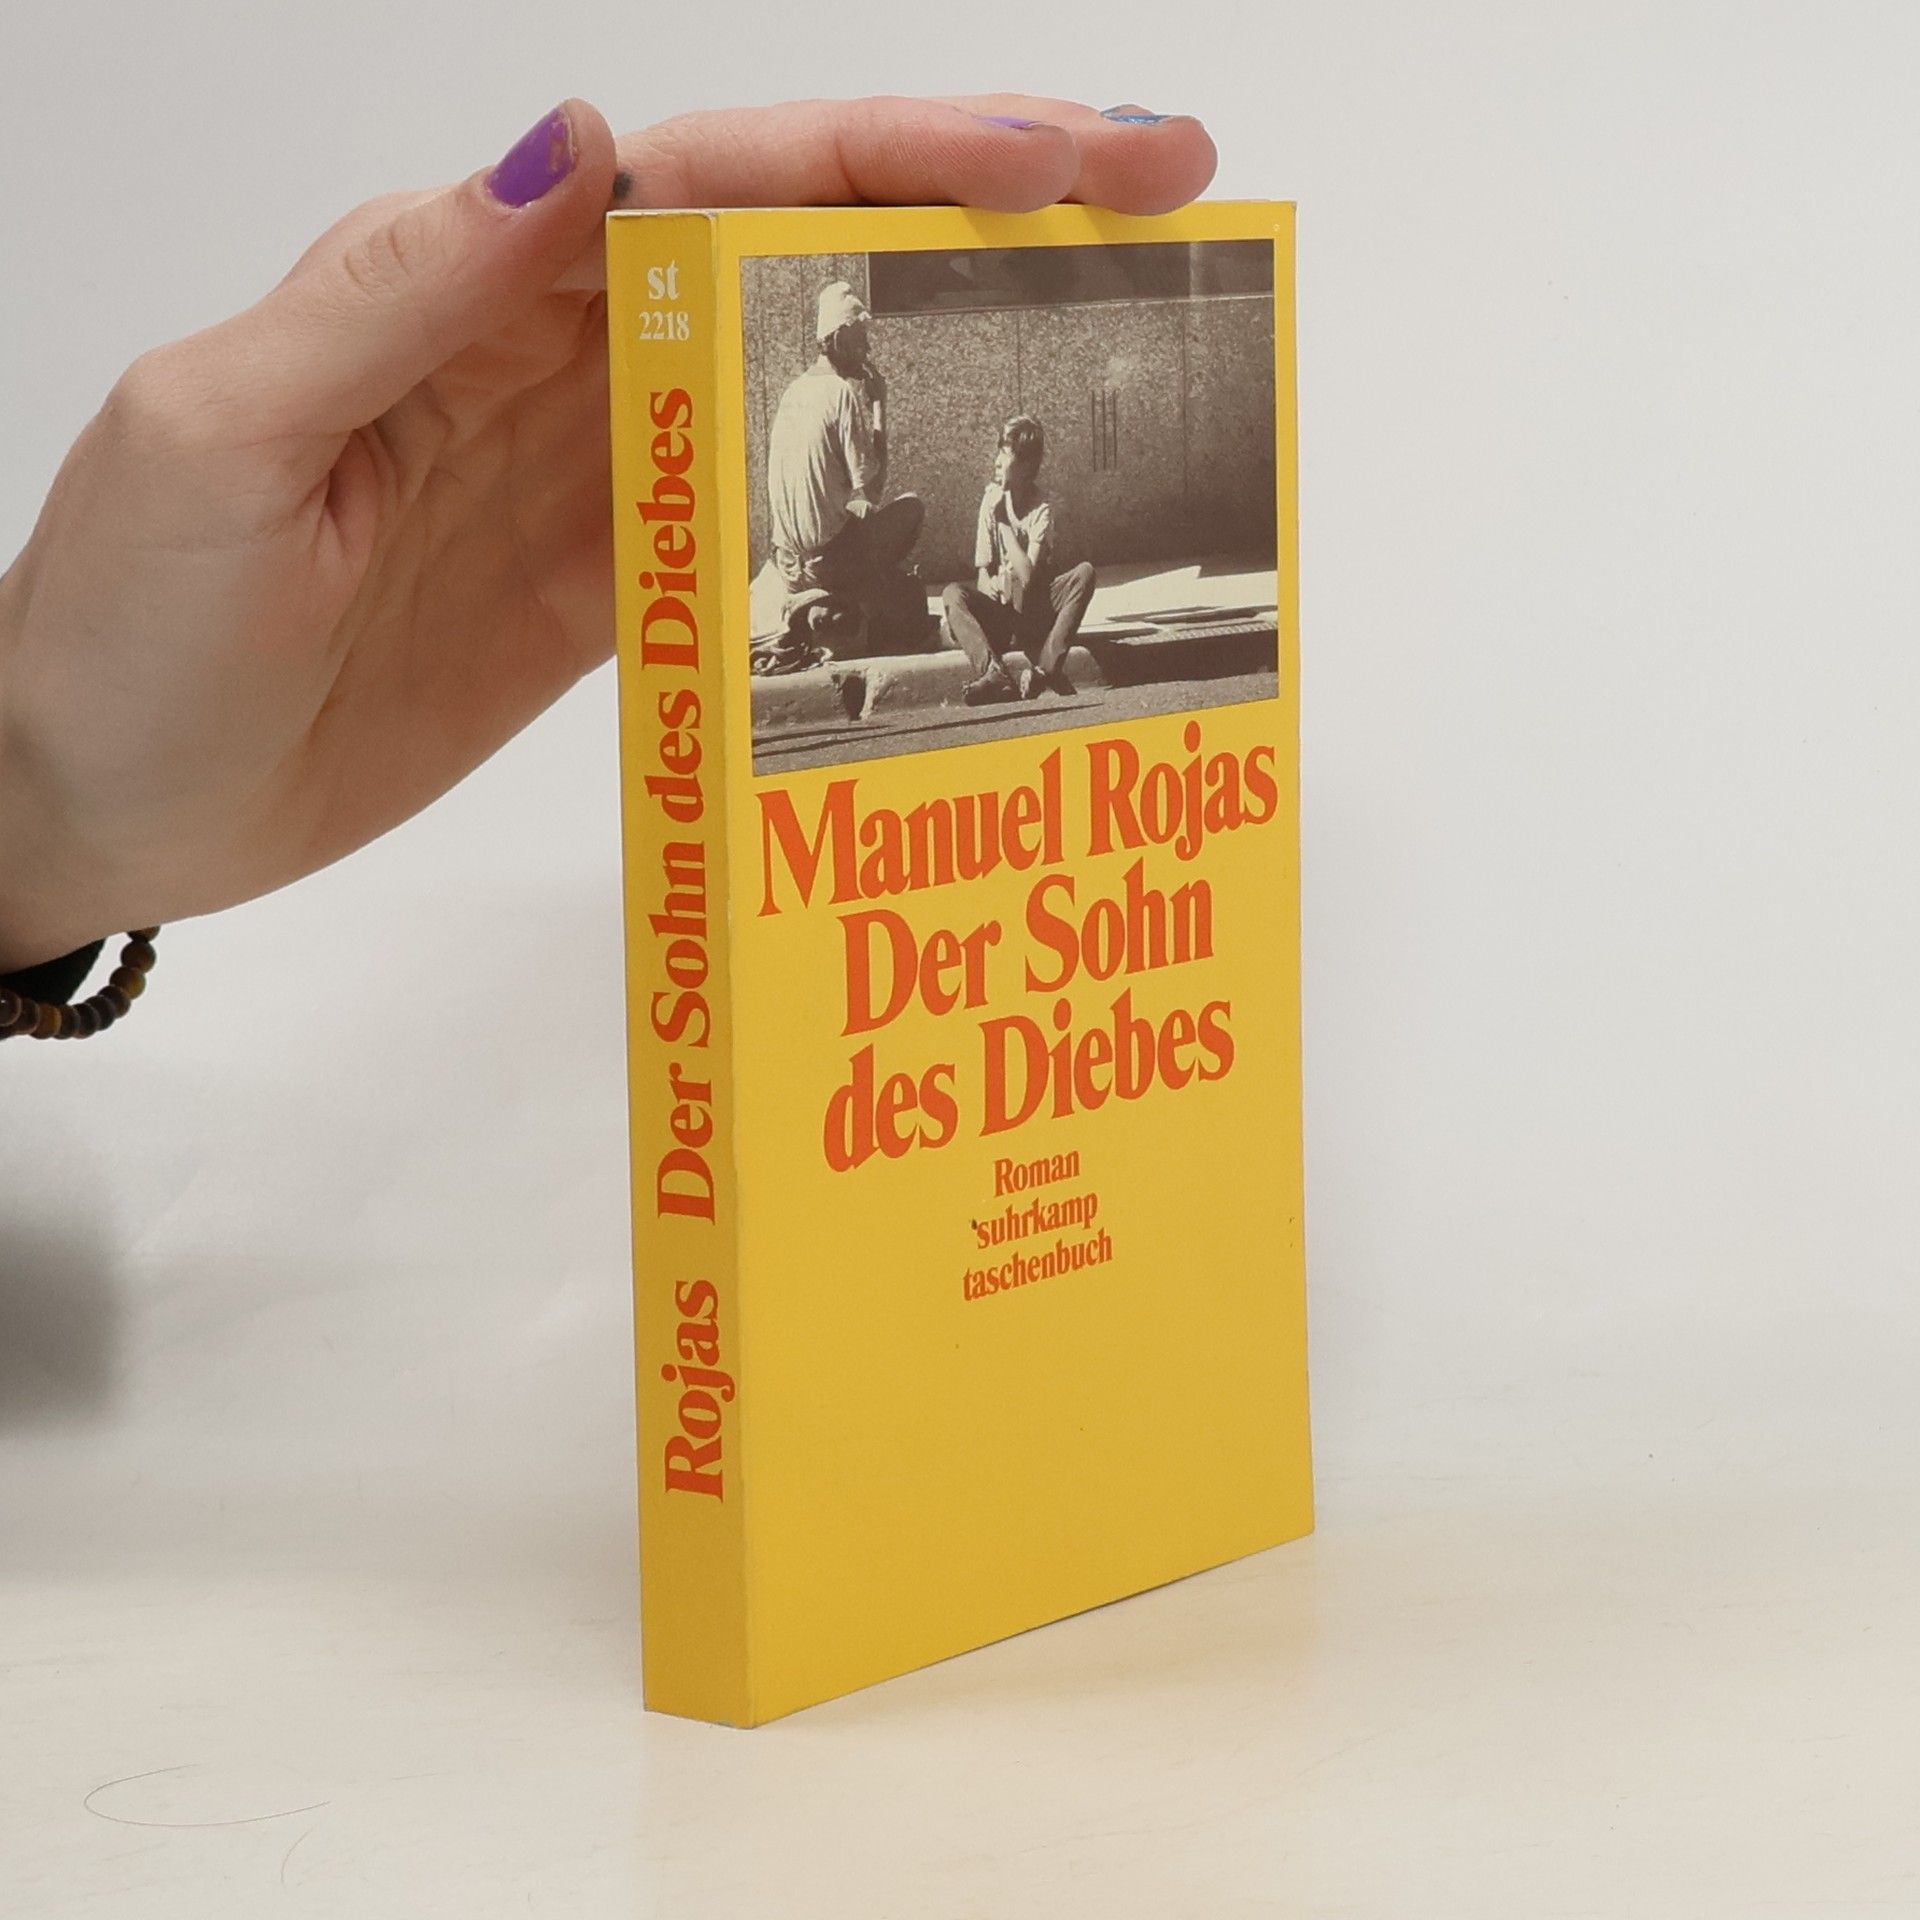 st
2218
Rojas Der Sohn des Diebes
Manuel Rojas
Der Sohn
des Diebes
Roman
suhrkamp
taschenbuch